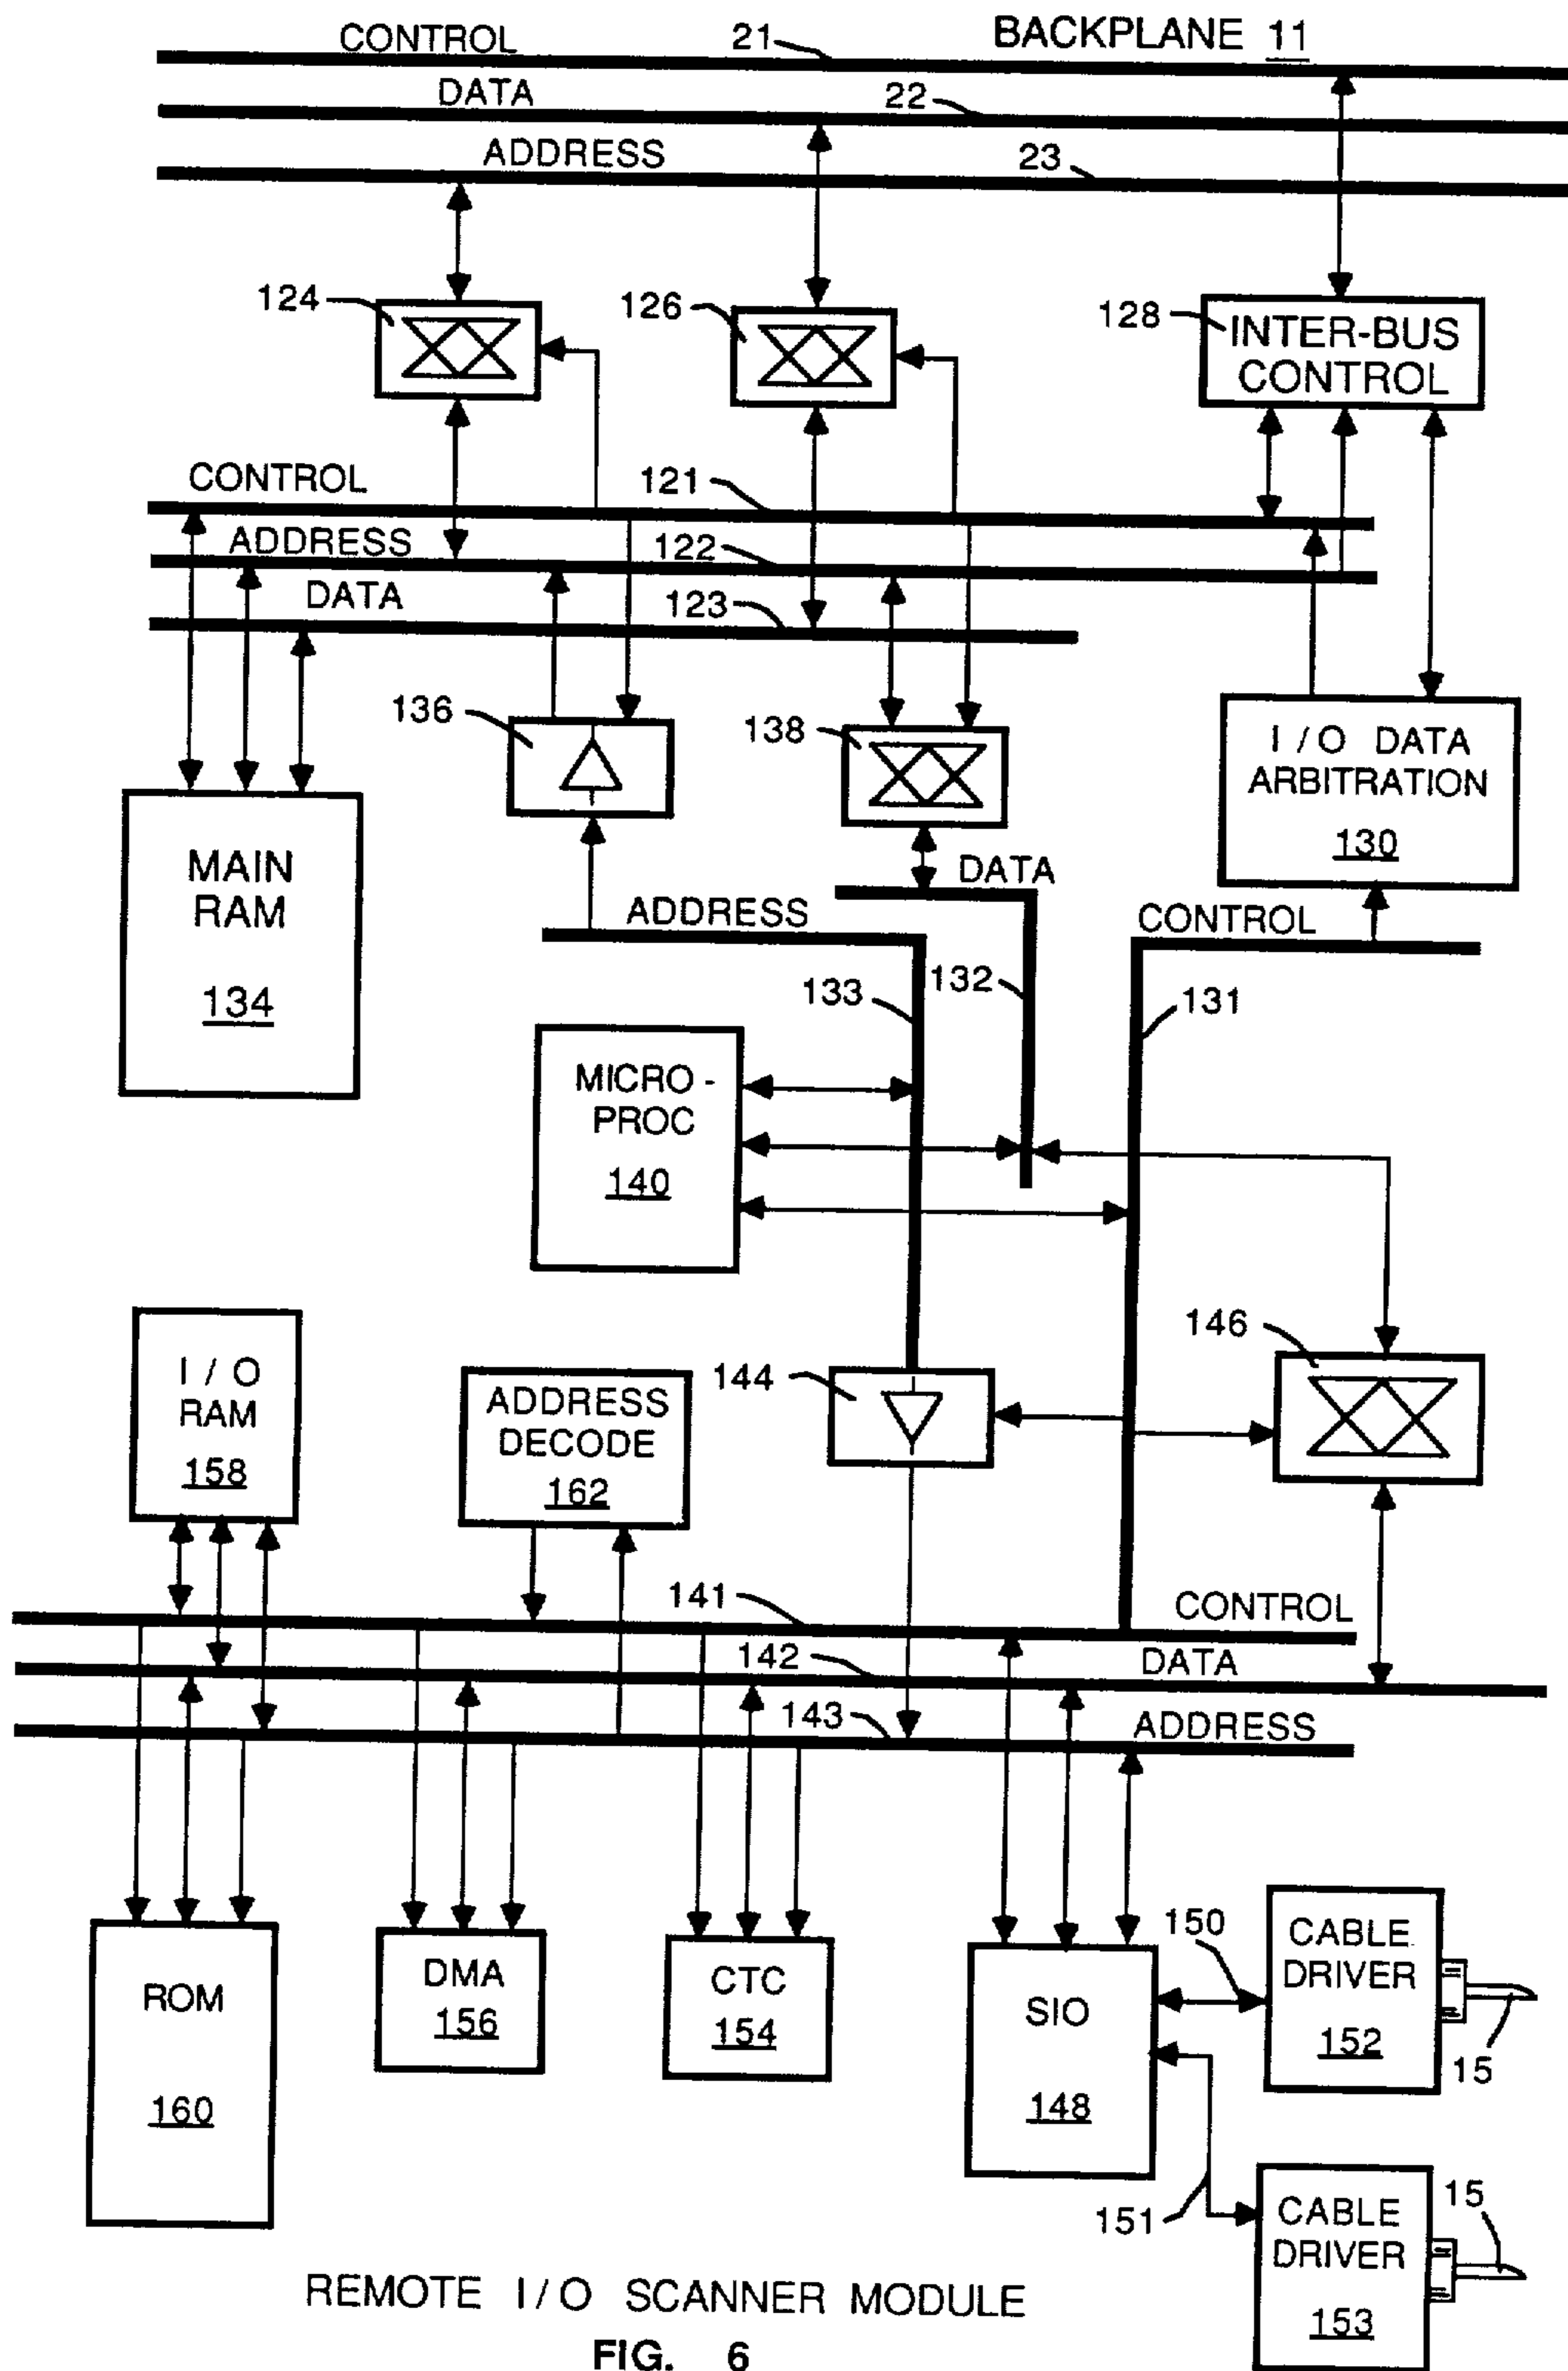 BACKPLANE 11
CONTROL 21
DATA 22
ADDRESS 23
124
126
128
INTER-BUS
CONTROL
CONTROL 121
ADDRESS 122
DATA 123
136
138
I/O DATA
ARBITRATION
130
MAIN
RAM
134
DATA
ADDRESS
CONTROL
133
132
131
MICRO-
PROC
140
146
I/O
RAM
158
ADDRESS
DECODE
162
144
141 CONTROL
142 DATA
143 ADDRESS
ROM
160
DMA
156
CTC
154
SIO
148
150
CABLE
DRIVER
152
15
151
CABLE
DRIVER
153
15
REMOTE I/O SCANNER MODULE
FIG. 6